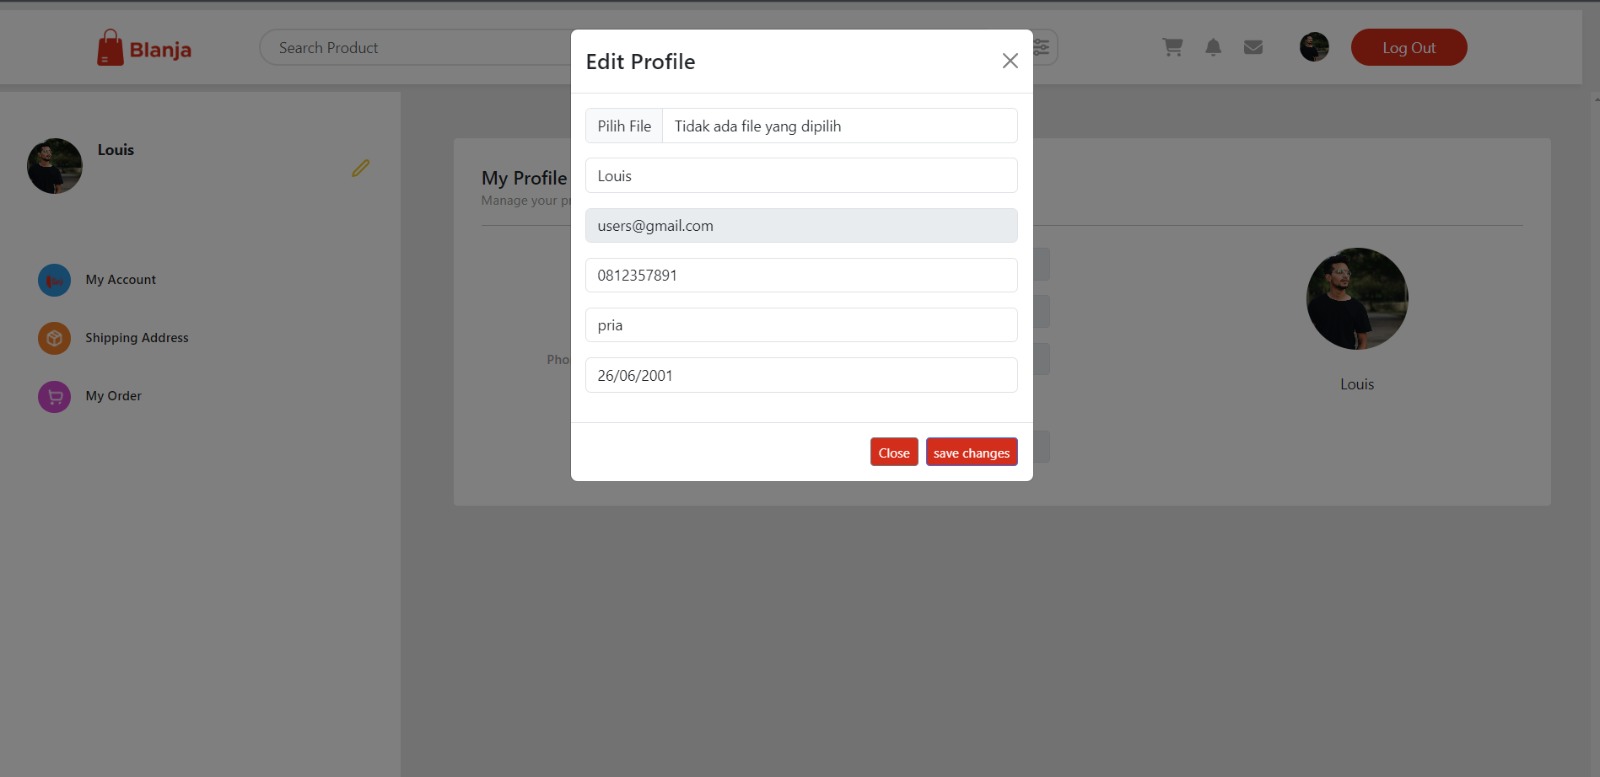 Blanja
Search Product
Log Out
Louis
My Account
Shipping Address
My Order
My Profile
Manage your
Edit Profile
Pilih File Tidak ada file yang dipilih
Louis
users@gmail.com
0812357891
pria
26/06/2001
Close save changes
Louis